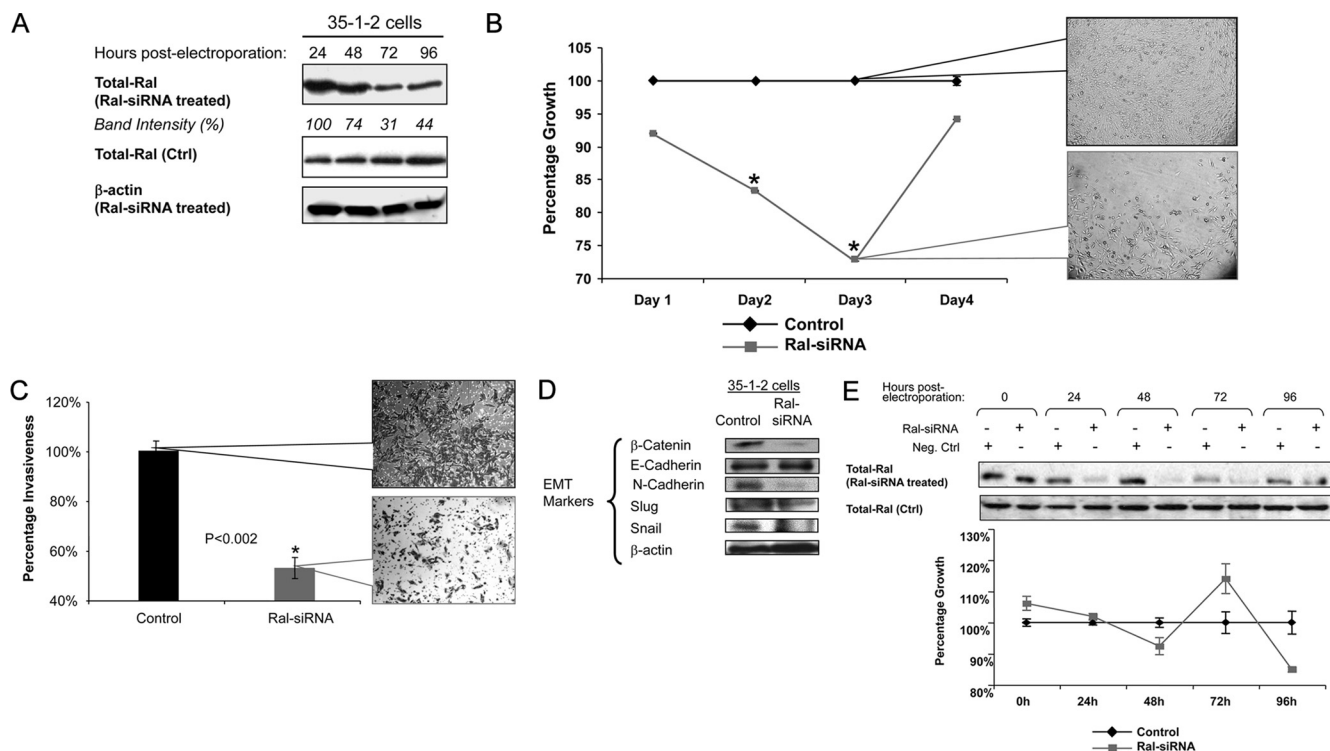 A
35-1-2 cells
Hours post-electroporation: 24 48 72 96
Total-Ral
(Ral-siRNA treated)
Band Intensity (%) 100 74 31 44
Total-Ral (Ctrl)
β-actin
(Ral-siRNA treated)
B
Percentage Growth
105
100
95
90
85
80
75
70
*
*
Day 1 Day2 Day3 Day4
Control
Ral-siRNA
C
Percentage Invasiveness
120%
100%
80%
60%
40%
P<0.002
*
Control Ral-siRNA
D
35-1-2 cells
Control Ral-
siRNA
EMT
Markers
β-Catenin
E-Cadherin
N-Cadherin
Slug
Snail
β-actin
E
Hours post-
electroporation: 0 24 48 72 96
Ral-siRNA - + - + - + - + - +
Neg. Ctrl + - + - + - + - + -
Total-Ral
(Ral-siRNA treated)
Total-Ral (Ctrl)
Percentage Growth
130%
120%
110%
100%
90%
80%
0h 24h 48h 72h 96h
Control
Ral-siRNA